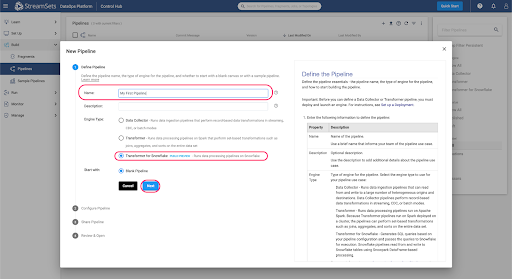 StreamSets
DataOps Platform
Control Hub
Quick Start
Learn
Set Up
Build
Fragments
Pipelines
Sample Pipelines
Run
Monitor
Manage
Pipelines
New Pipeline
1 Define Pipeline
Define the pipeline name, the type of engine for the pipeline, and whether to start with a blank canvas or with a sample pipeline.
Learn more
Name:
My First Pipeline
Description:
Engine Type:
Data Collector - Runs data ingestion pipelines that perform record-based data transformations in streaming,
CDC, or batch modes.
Transformer - Runs data processing pipelines on Spark that perform set-based transformations such as
joins, aggregates, and sorts on the entire data set.
Transformer for Snowflake - Runs data processing pipelines on Snowflake.
Start with:
Blank Pipeline
Cancel
Next
2 Configure Pipeline
3 Share Pipeline
4 Review & Open
Define the Pipeline
Define the pipeline essentials - the pipeline name, the type of engine for the pipeline,
and how to start building the pipeline.
Important: Before you can define a Data Collector or Transformer pipeline, you must
deploy and launch an engine. For instructions, see Set up a Deployment.
1. Enter the following information to define the pipeline:
Property Description
Name Name of the pipeline.
Use a brief name that informs your team of the pipeline use case.
Description Optional description.
Use the description to add additional details about the pipeline use
case.
Engine
Type
Type of engine for the pipeline. Select the engine type to use for
your pipeline use case:
Data Collector - Runs data ingestion pipelines that can read
from and write to a large number of heterogeneous origins and
destinations. Data Collector pipelines perform record-based
data transformations in streaming, CDC, or batch modes.
Transformer - Runs data processing pipelines on Apache
Spark. Because Transformer pipelines run on Spark deployed on
a cluster, the pipelines can perform set-based transformations
such as joins, aggregates, and sorts on the entire data set.
Transformer for Snowflake - Generates SQL queries based on
your pipeline configuration and passes the queries to Snowflake
for execution. Snowflake pipelines read from and write to
Snowflake tables using Snowpark DataFrame-based
processing.